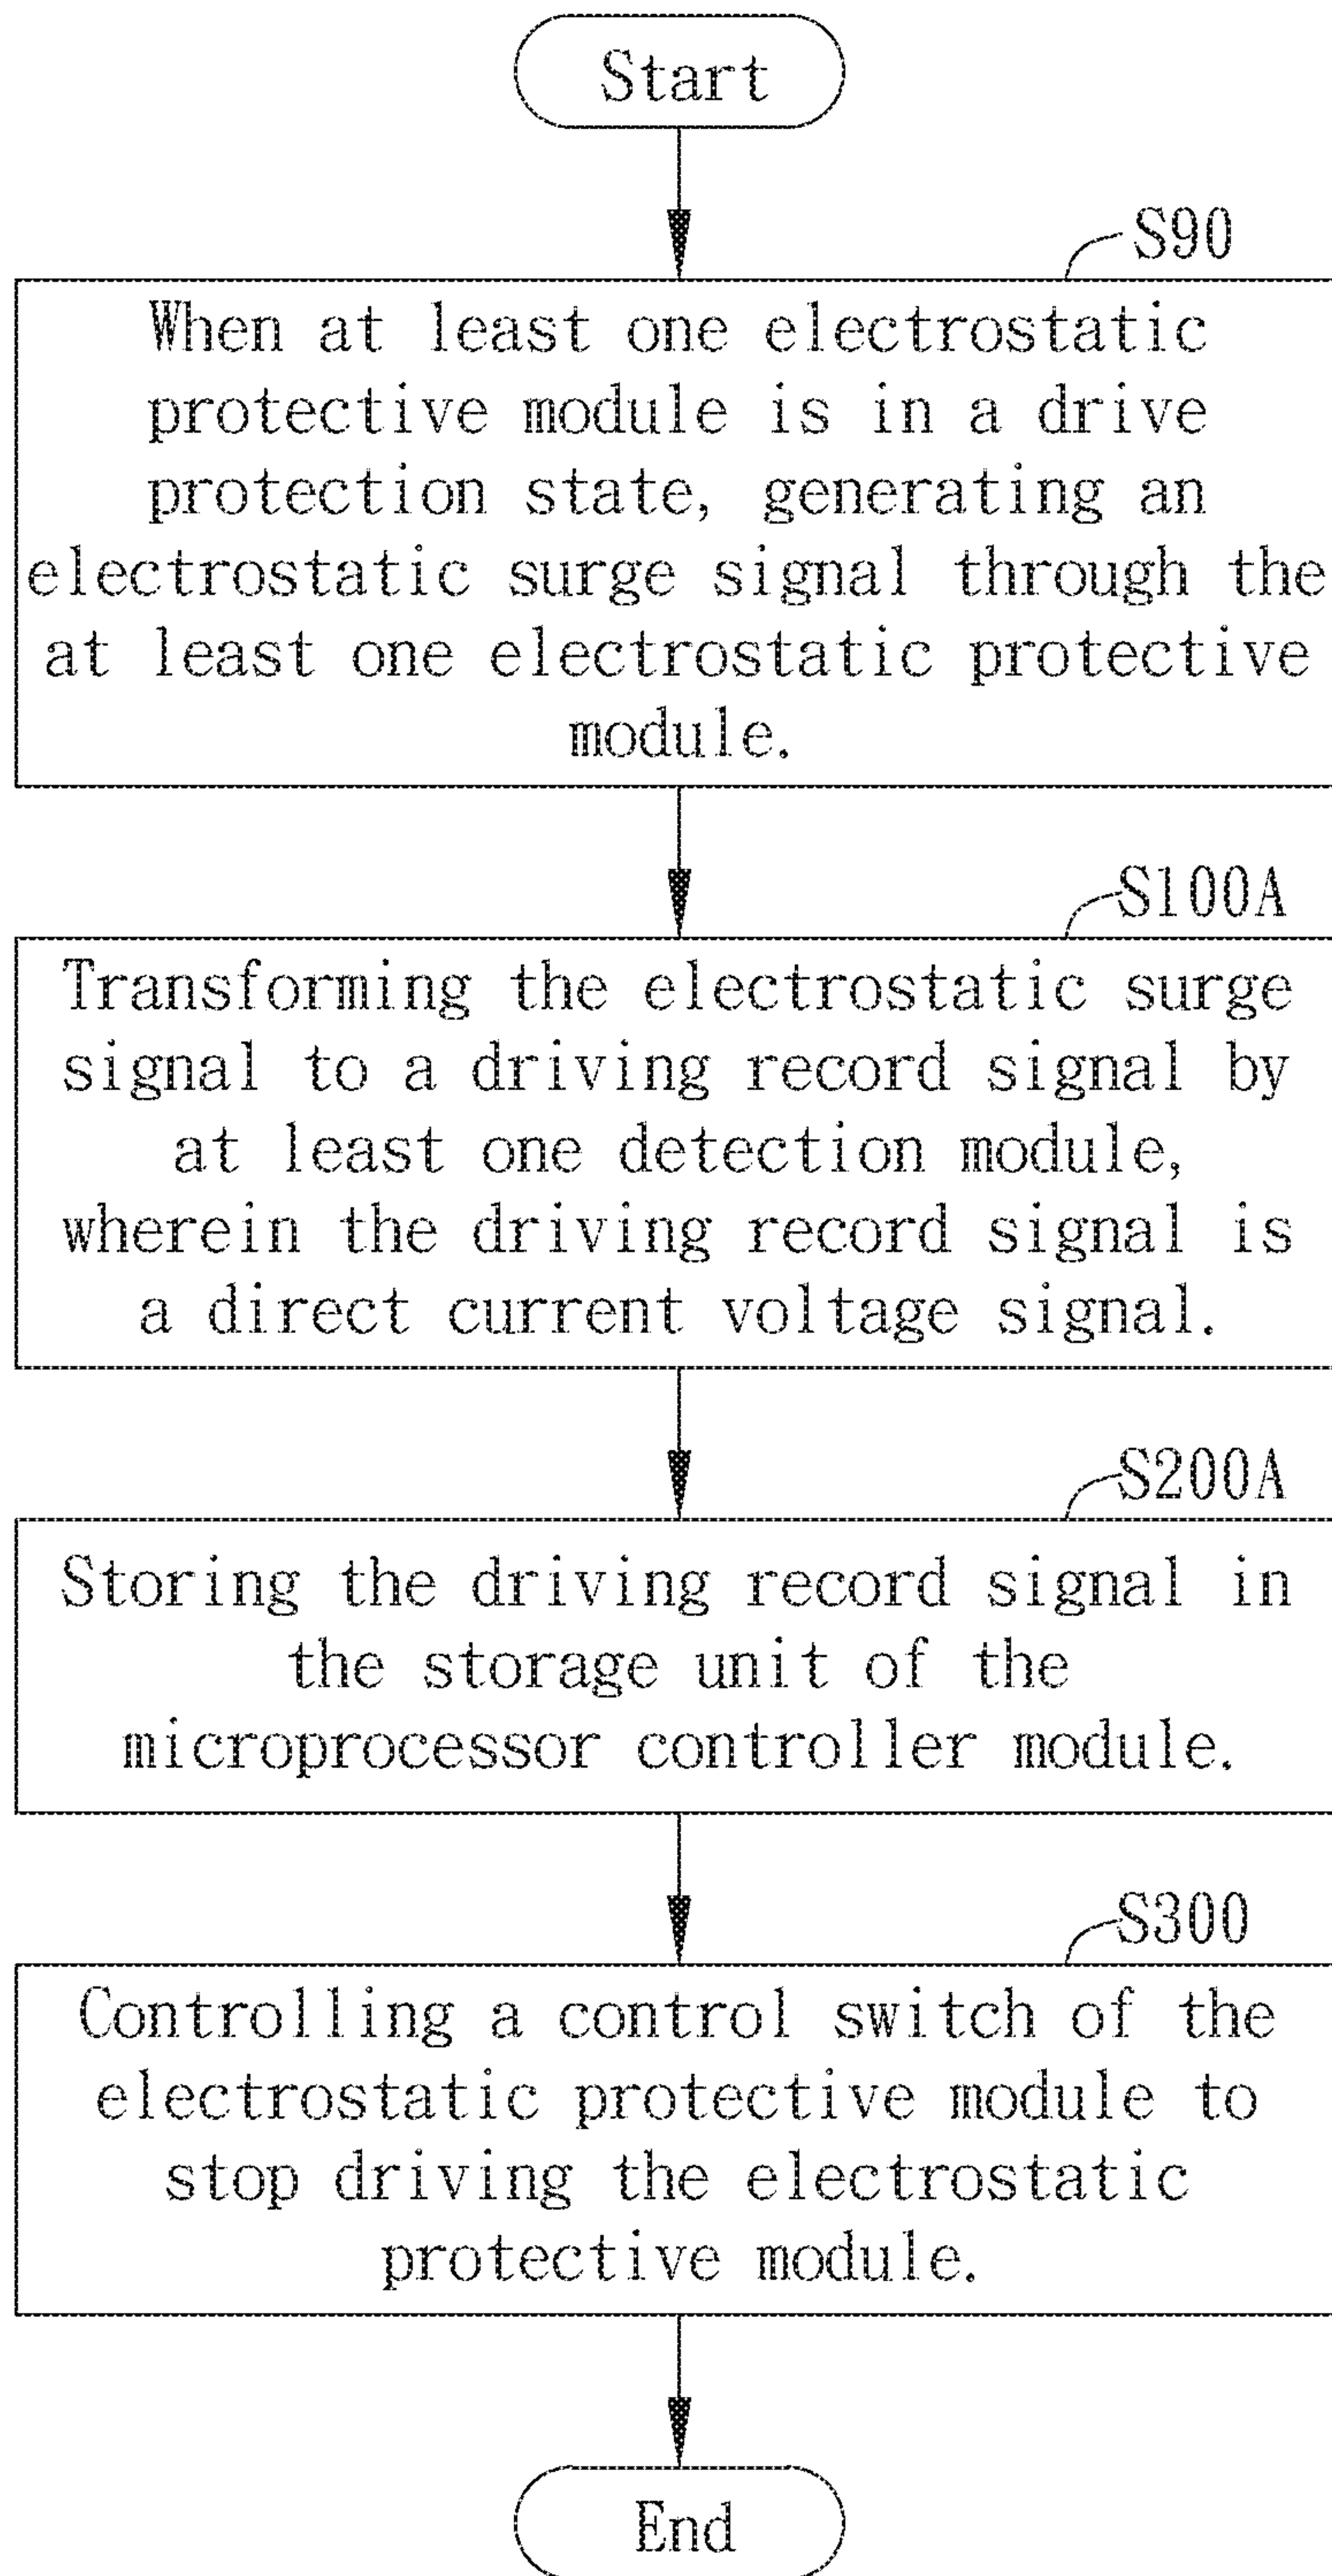 Start
S90
When at least one electrostatic
protective module is in a drive
protection state, generating an
electrostatic surge signal through the
at least one electrostatic protective
module.
S100A
Transforming the electrostatic surge
signal to a driving record signal by
at least one detection module,
wherein the driving record signal is
a direct current voltage signal.
S200A
Storing the driving record signal in
the storage unit of the
microprocessor controller module.
S300
Controlling a control switch of the
electrostatic protective module to
stop driving the electrostatic
protective module.
End